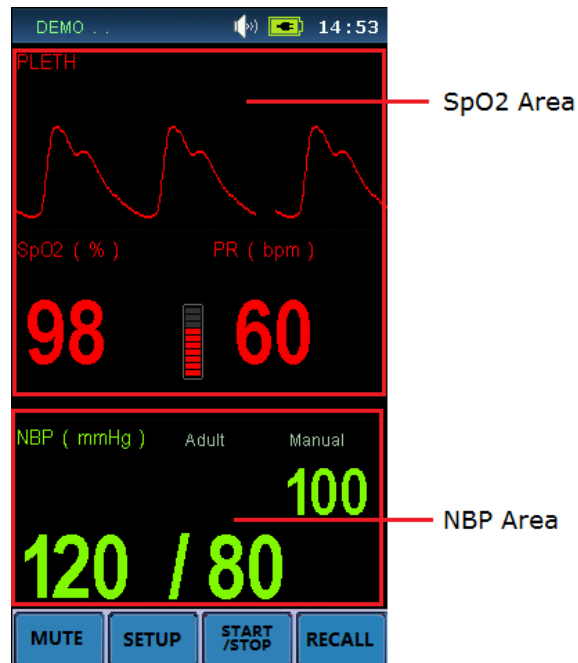 DEMO . . 14:53
PLETH
SpO2 Area
SpO2 ( % ) PR ( bpm )
98 60
NBP ( mmHg ) Adult Manual
100
NBP Area
120 / 80
MUTE SETUP START /STOP RECALL